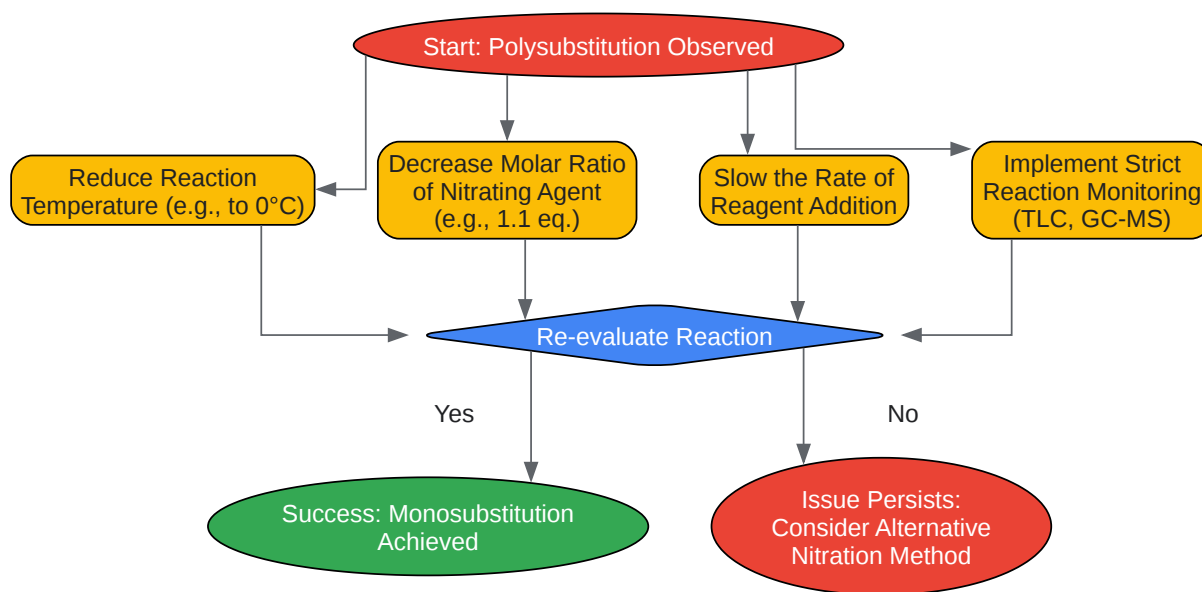 Start: Polysubstitution Observed
Reduce Reaction
Temperature (e.g., to 0°C)
Decrease Molar Ratio
of Nitrating Agent
(e.g., 1.1 eq.)
Slow the Rate of
Reagent Addition
Implement Strict
Reaction Monitoring
(TLC, GC-MS)
Re-evaluate Reaction
Yes
No
Success: Monosubstitution
Achieved
Issue Persists:
Consider Alternative
Nitration Method